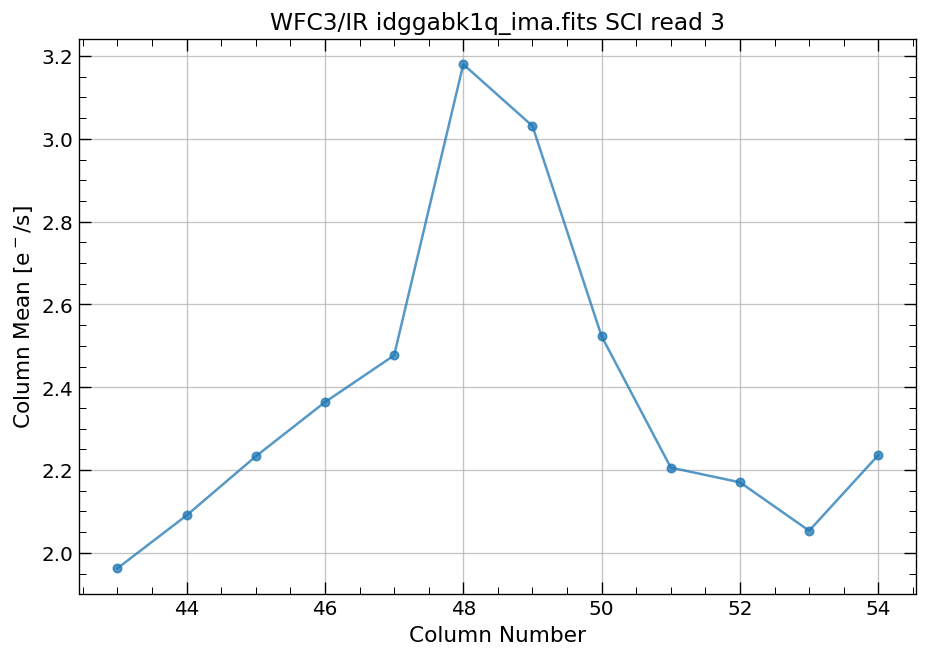 WFC3/IR idggabk1q_ima.fits SCI read 3
3.2
3.0
2.8
2.6
2.4
2.2
2.0
Column Mean [e⁻/s]
44 46 48 50 52 54
Column Number